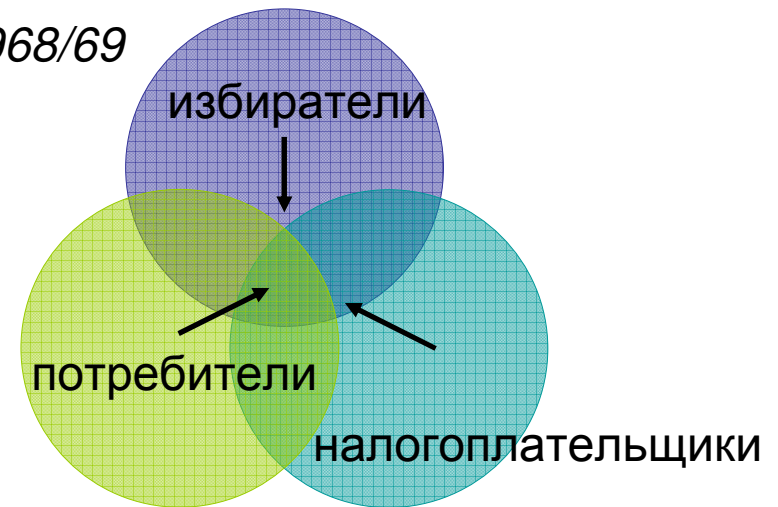 968/69
избиратели
потребители
налогоплательщики